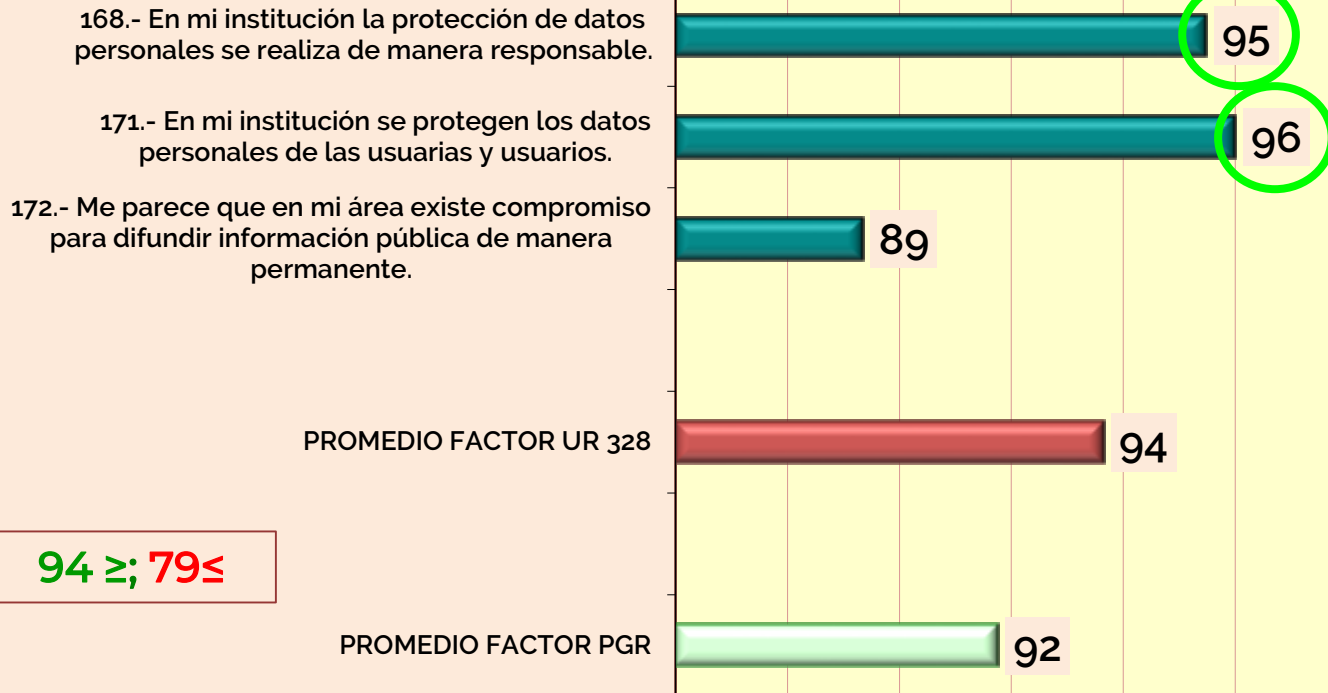 168.- En mi institución la protección de datos
personales se realiza de manera responsable.
95
171.- En mi institución se protegen los datos
personales de las usuarias y usuarios.
96
172.- Me parece que en mi área existe compromiso
para difundir información pública de manera
permanente.
89
PROMEDIO FACTOR UR 328
94
94 ≥; 79≤
PROMEDIO FACTOR PGR
92